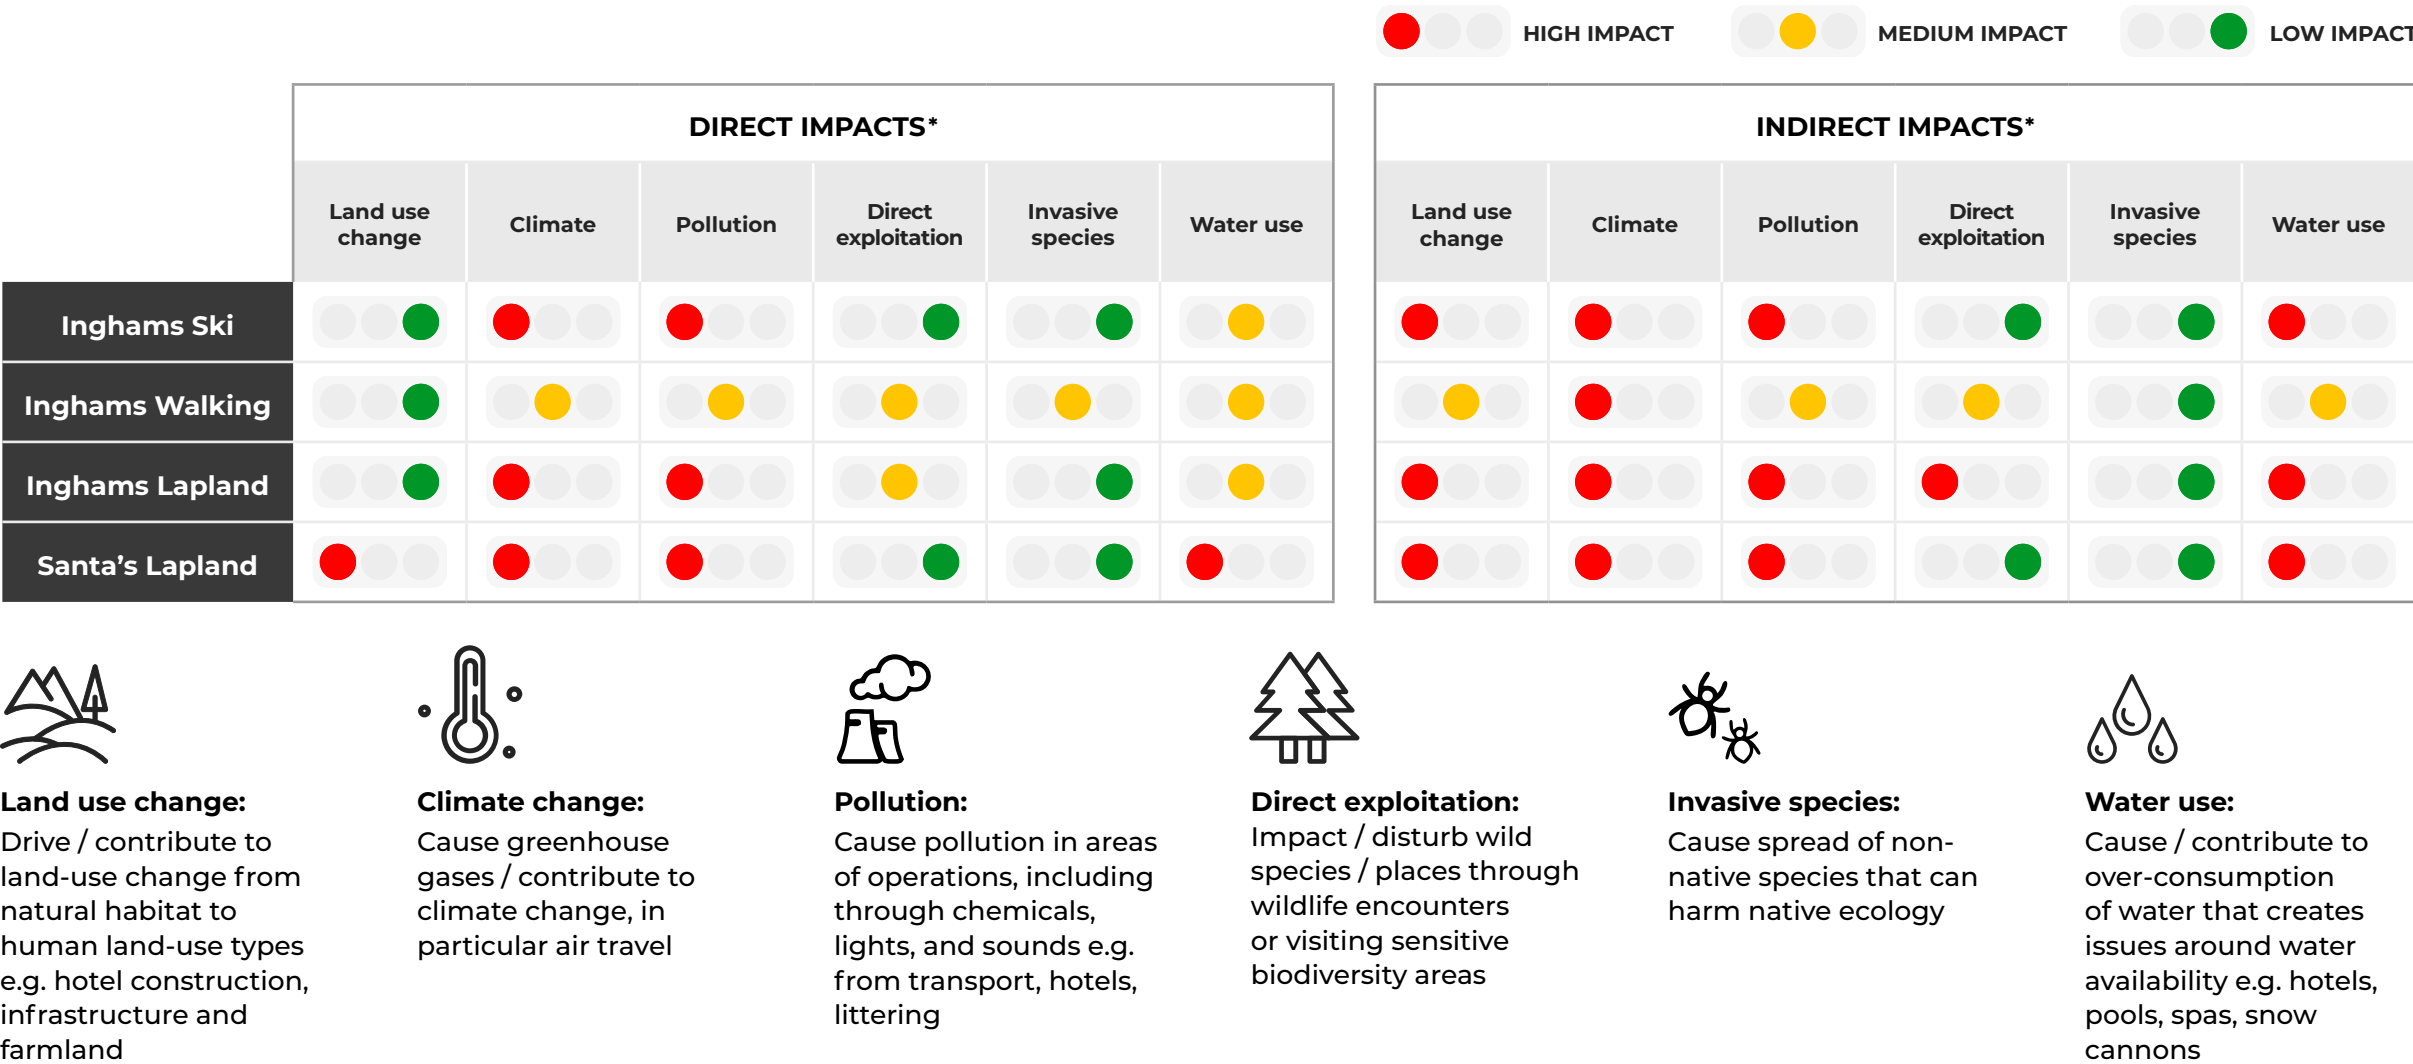 HIGH IMPACT
MEDIUM IMPACT
LOW IMPACT
DIRECT IMPACTS*
INDIRECT IMPACTS*
Land use
change
Climate
Pollution
Direct
exploitation
Invasive
species
Water use
Land use
change
Climate
Pollution
Direct
exploitation
Invasive
species
Water use
Inghams Ski
Inghams Walking
Inghams Lapland
Santa’s Lapland
Land use change:
Drive / contribute to
land-use change from
natural habitat to
human land-use types
e.g. hotel construction,
infrastructure and
farmland
Climate change:
Cause greenhouse
gases / contribute to
climate change, in
particular air travel
Pollution:
Cause pollution in areas
of operations, including
through chemicals,
lights, and sounds e.g.
from transport, hotels,
littering
Direct exploitation:
Impact / disturb wild
species / places through
wildlife encounters
or visiting sensitive
biodiversity areas
Invasive species:
Cause spread of non-
native species that can
harm native ecology
Water use:
Cause / contribute to
over-consumption
of water that creates
issues around water
availability e.g. hotels,
pools, spas, snow
cannons